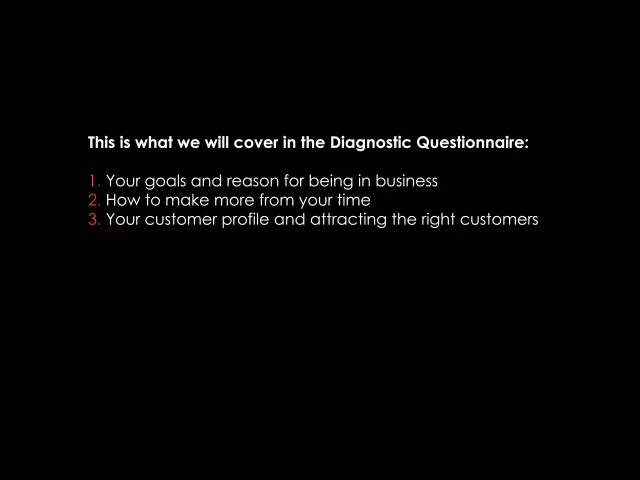 This is what we will cover in the Diagnostic Questionnaire:
1. Your goals and reason for being in business
2. How to make more from your time
3. Your customer profile and attracting the right customers